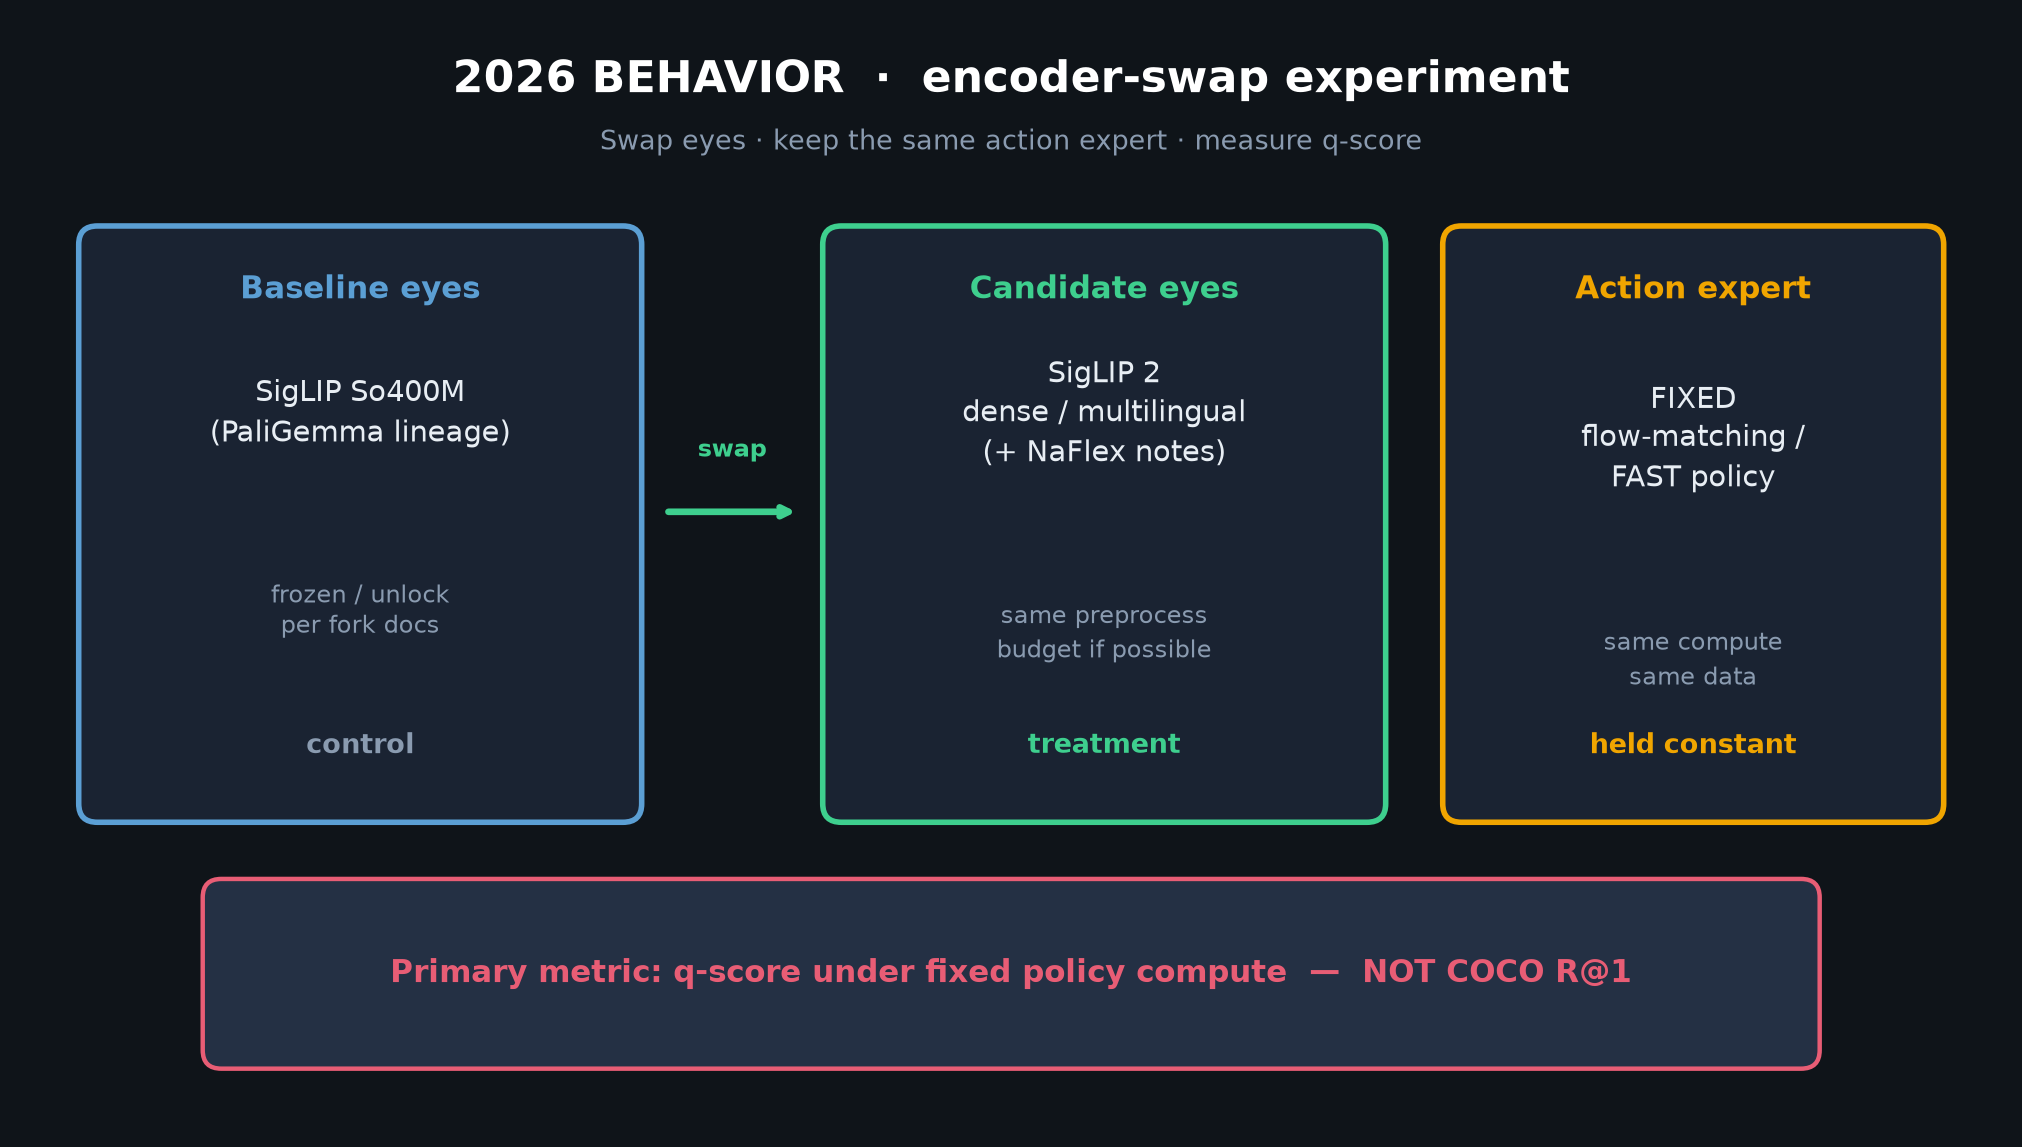 2026 BEHAVIOR · encoder-swap experiment
Swap eyes · keep the same action expert · measure q-score
Baseline eyes
SigLIP So400M
(PaliGemma lineage)
frozen / unlock
per fork docs
control
swap
Candidate eyes
SigLIP 2
dense / multilingual
(+ NaFlex notes)
same preprocess
budget if possible
treatment
Action expert
FIXED
flow-matching /
FAST policy
same compute
same data
held constant
Primary metric: q-score under fixed policy compute — NOT COCO R@1